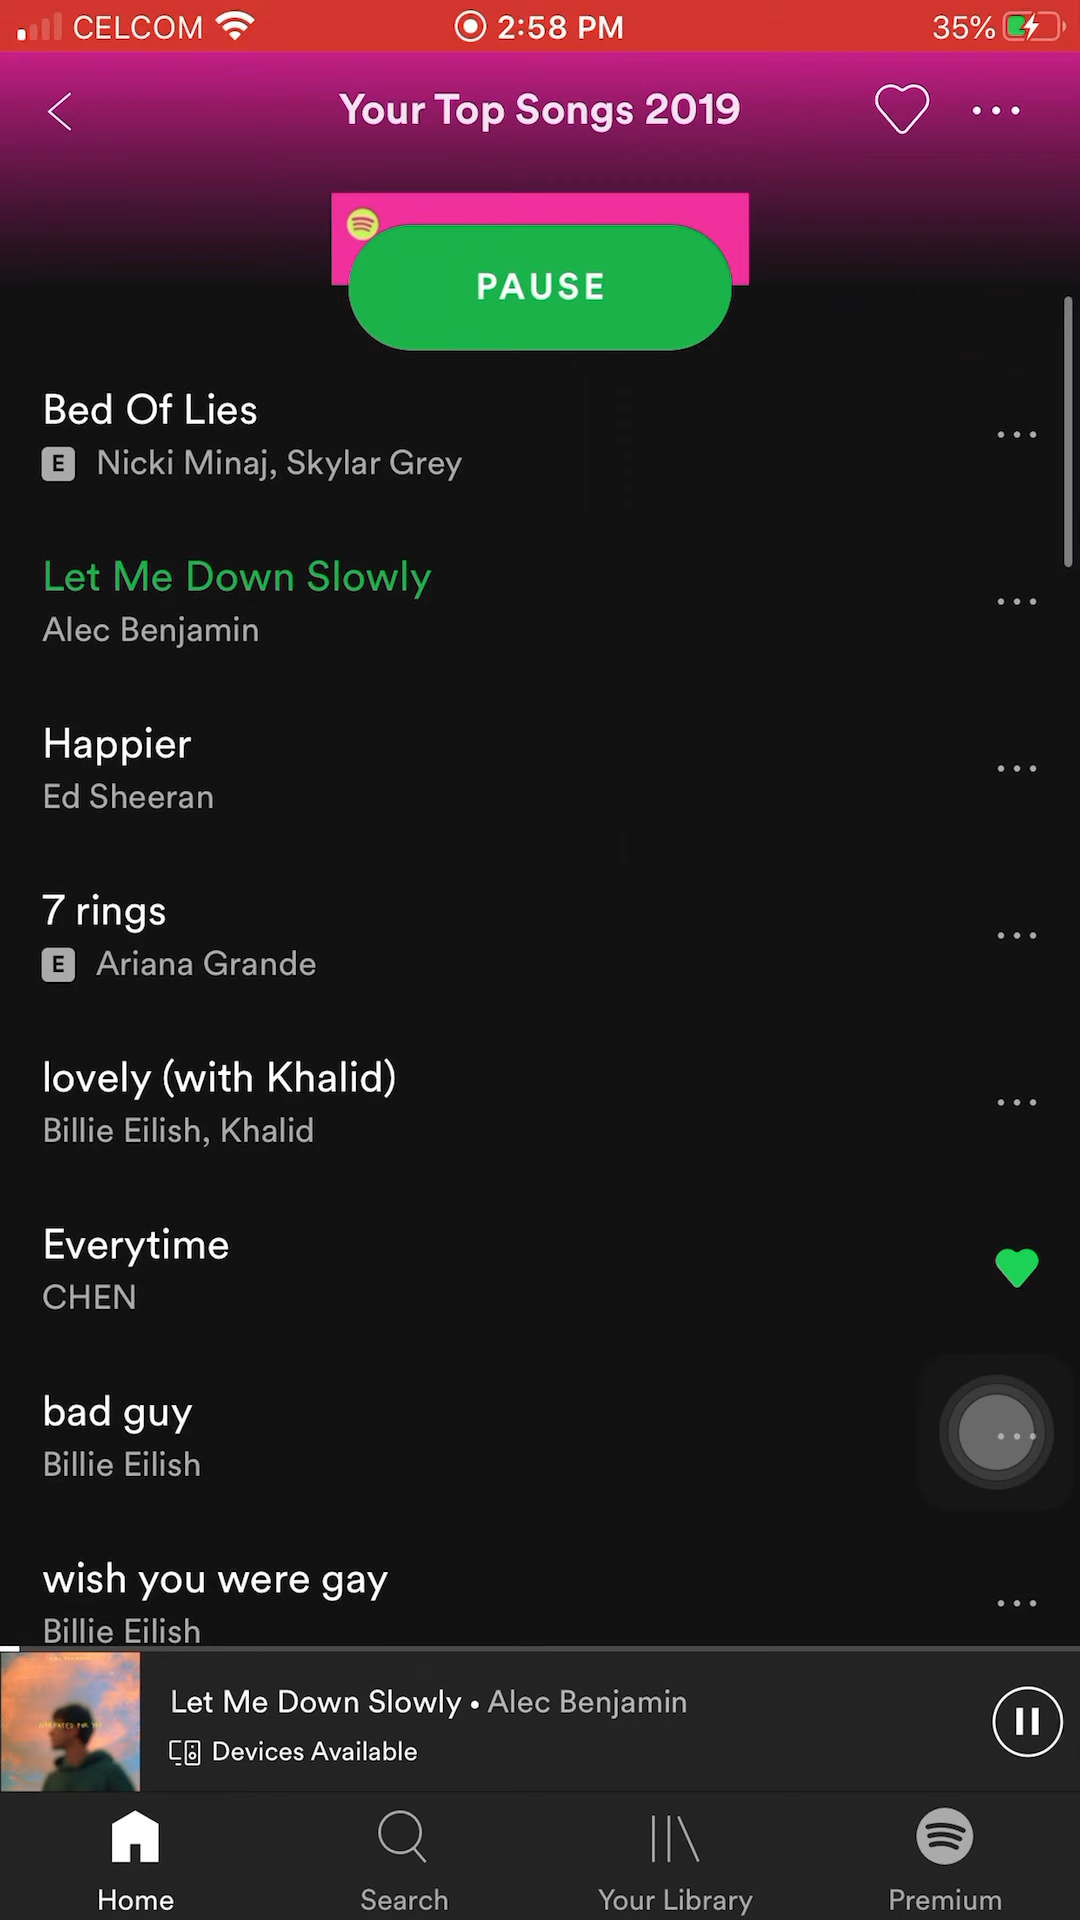 CELCOM 2:58 PM 35%
Your Top Songs 2019
PAUSE
Bed Of Lies
E Nicki Minaj, Skylar Grey
Let Me Down Slowly
Alec Benjamin
Happier
Ed Sheeran
7 rings
E Ariana Grande
lovely (with Khalid)
Billie Eilish, Khalid
Everytime
CHEN
bad guy
Billie Eilish
wish you were gay
Billie Eilish
Let Me Down Slowly • Alec Benjamin
Devices Available
Home Search Your Library Premium